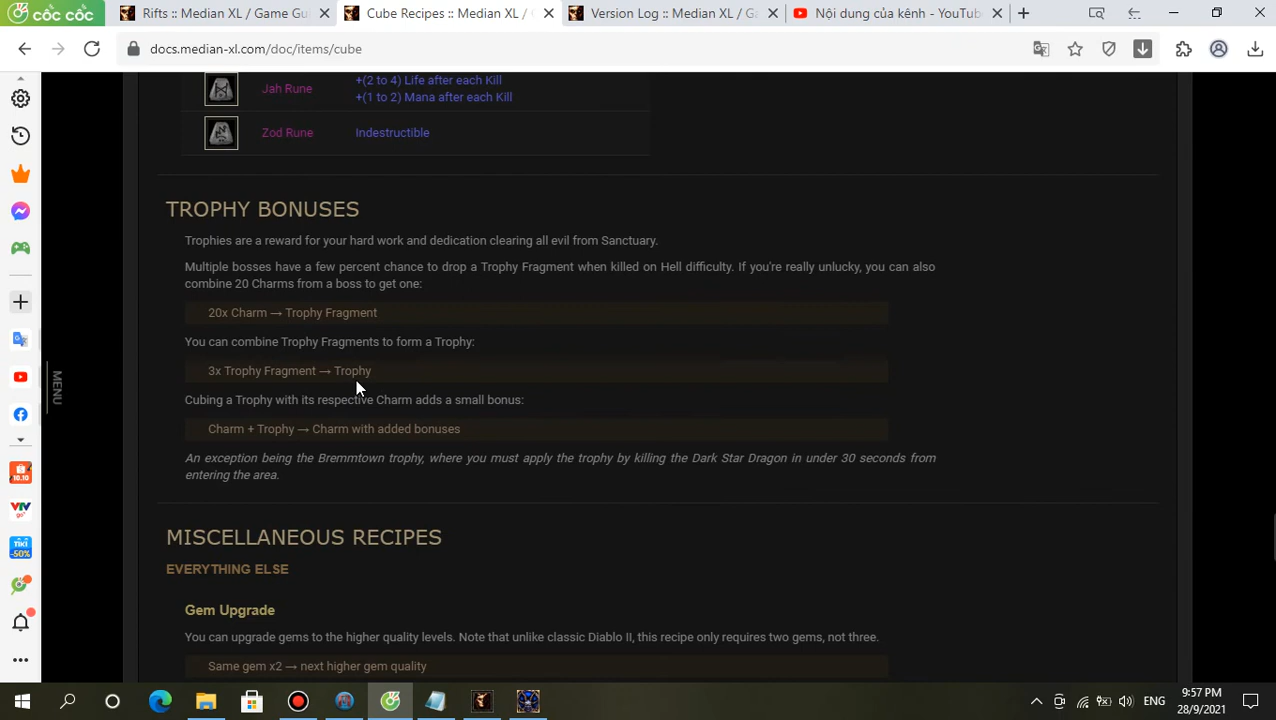 cốc cốc
Rifts :: Median XL / Game Gui
Cube Recipes :: Median XL /
Version Log :: Median XL / Ga
Nội dung của kênh - YouTube
docs.median-xl.com/doc/items/cube
Jah Rune
+(2 to 4) Life after each Kill
+(1 to 2) Mana after each Kill
Zod Rune
Indestructible
TROPHY BONUSES
Trophies are a reward for your hard work and dedication clearing all evil from Sanctuary.
Multiple bosses have a few percent chance to drop a Trophy Fragment when killed on Hell difficulty. If you're really unlucky, you can also
combine 20 Charms from a boss to get one:
20x Charm → Trophy Fragment
You can combine Trophy Fragments to form a Trophy:
3x Trophy Fragment → Trophy
Cubing a Trophy with its respective Charm adds a small bonus:
Charm + Trophy → Charm with added bonuses
An exception being the Bremmtown trophy, where you must apply the trophy by killing the Dark Star Dragon in under 30 seconds from
entering the area.
MISCELLANEOUS RECIPES
EVERYTHING ELSE
Gem Upgrade
You can upgrade gems to the higher quality levels. Note that unlike classic Diablo II, this recipe only requires two gems, not three.
Same gem x2 → next higher gem quality
MENU
10.10
VTV
go
TIKI
-50%
ENG
9:57 PM
28/9/2021